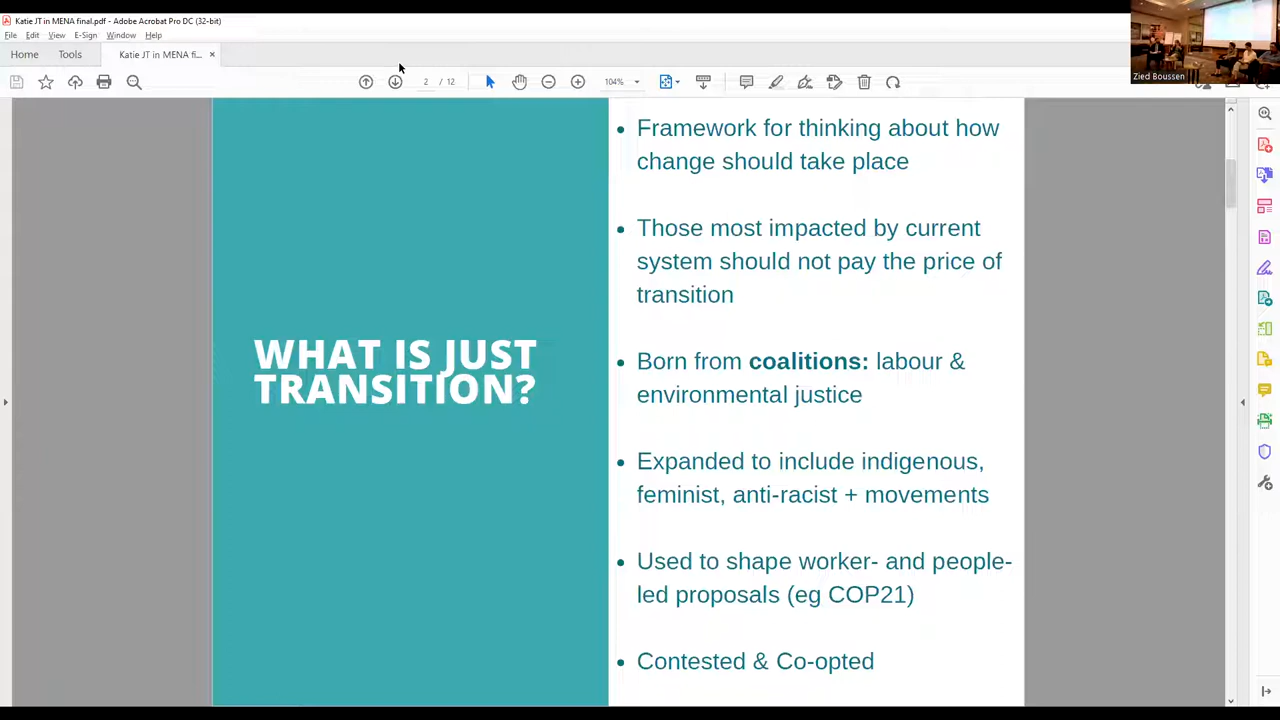 Katie JT in MENA final.pdf - Adobe Acrobat Pro DC (32-bit)
File Edit View E-Sign Window Help
Home Tools Katie JT in MENA fi... ×
2 / 12 104%
Zied Boussen
WHAT IS JUST
TRANSITION?
• Framework for thinking about how
change should take place
• Those most impacted by current
system should not pay the price of
transition
• Born from coalitions: labour &
environmental justice
• Expanded to include indigenous,
feminist, anti-racist + movements
• Used to shape worker- and people-
led proposals (eg COP21)
• Contested & Co-opted